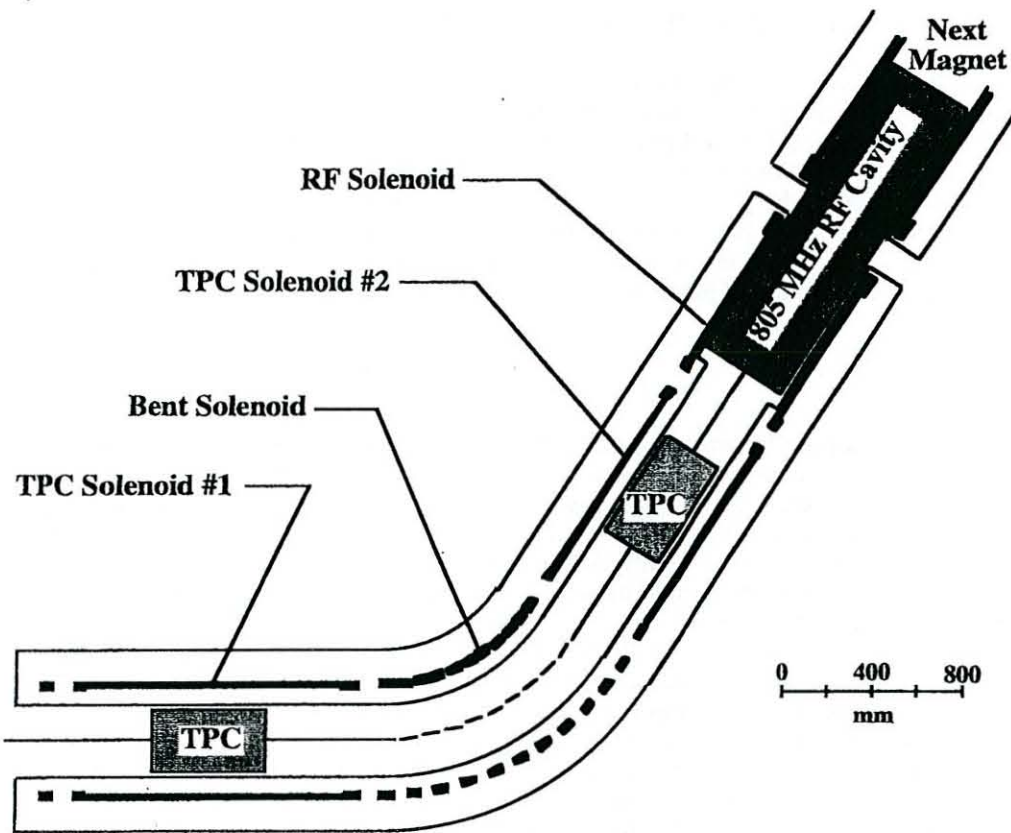 Next
Magnet
RF Solenoid
805 MHz RF Cavity
TPC Solenoid #2
Bent Solenoid
TPC Solenoid #1
TPC
TPC
0 400 800
mm